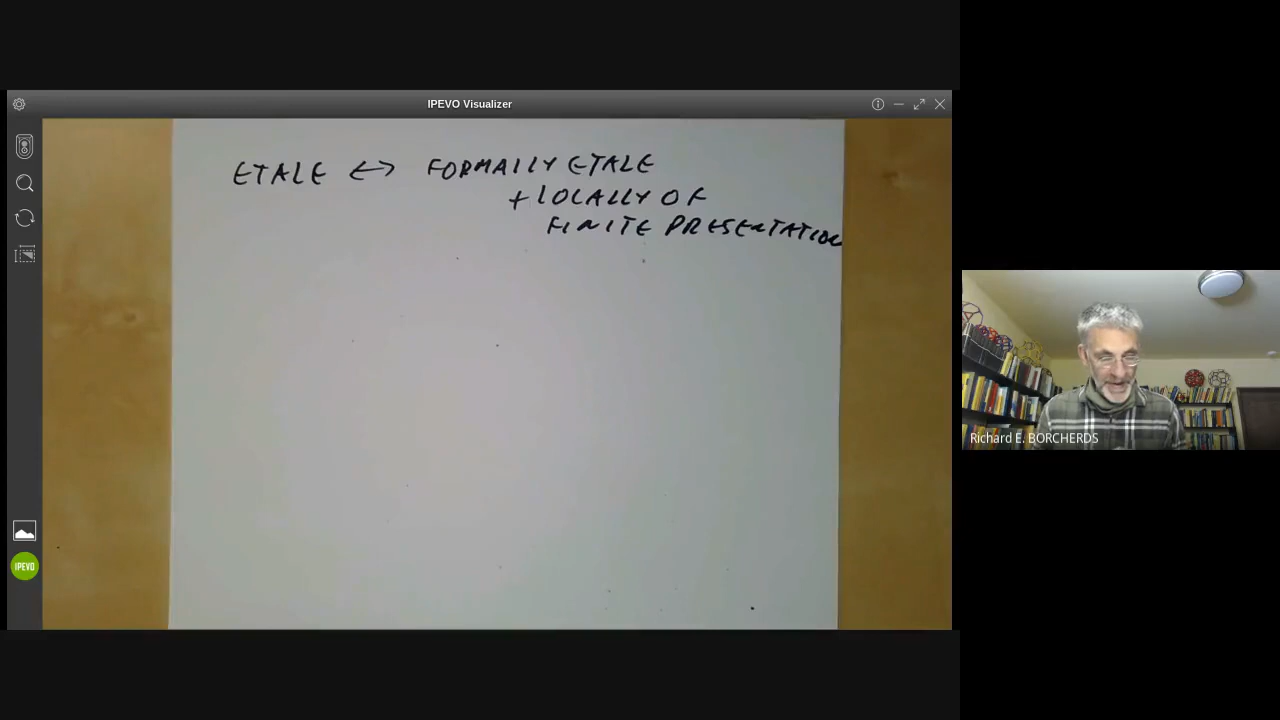 IPEVO Visualizer
ETALE <-> FORMALLY ETALE
+ LOCALLY OF
FINITE PRESENTATION
Richard E. BORCHERDS
IPEVO